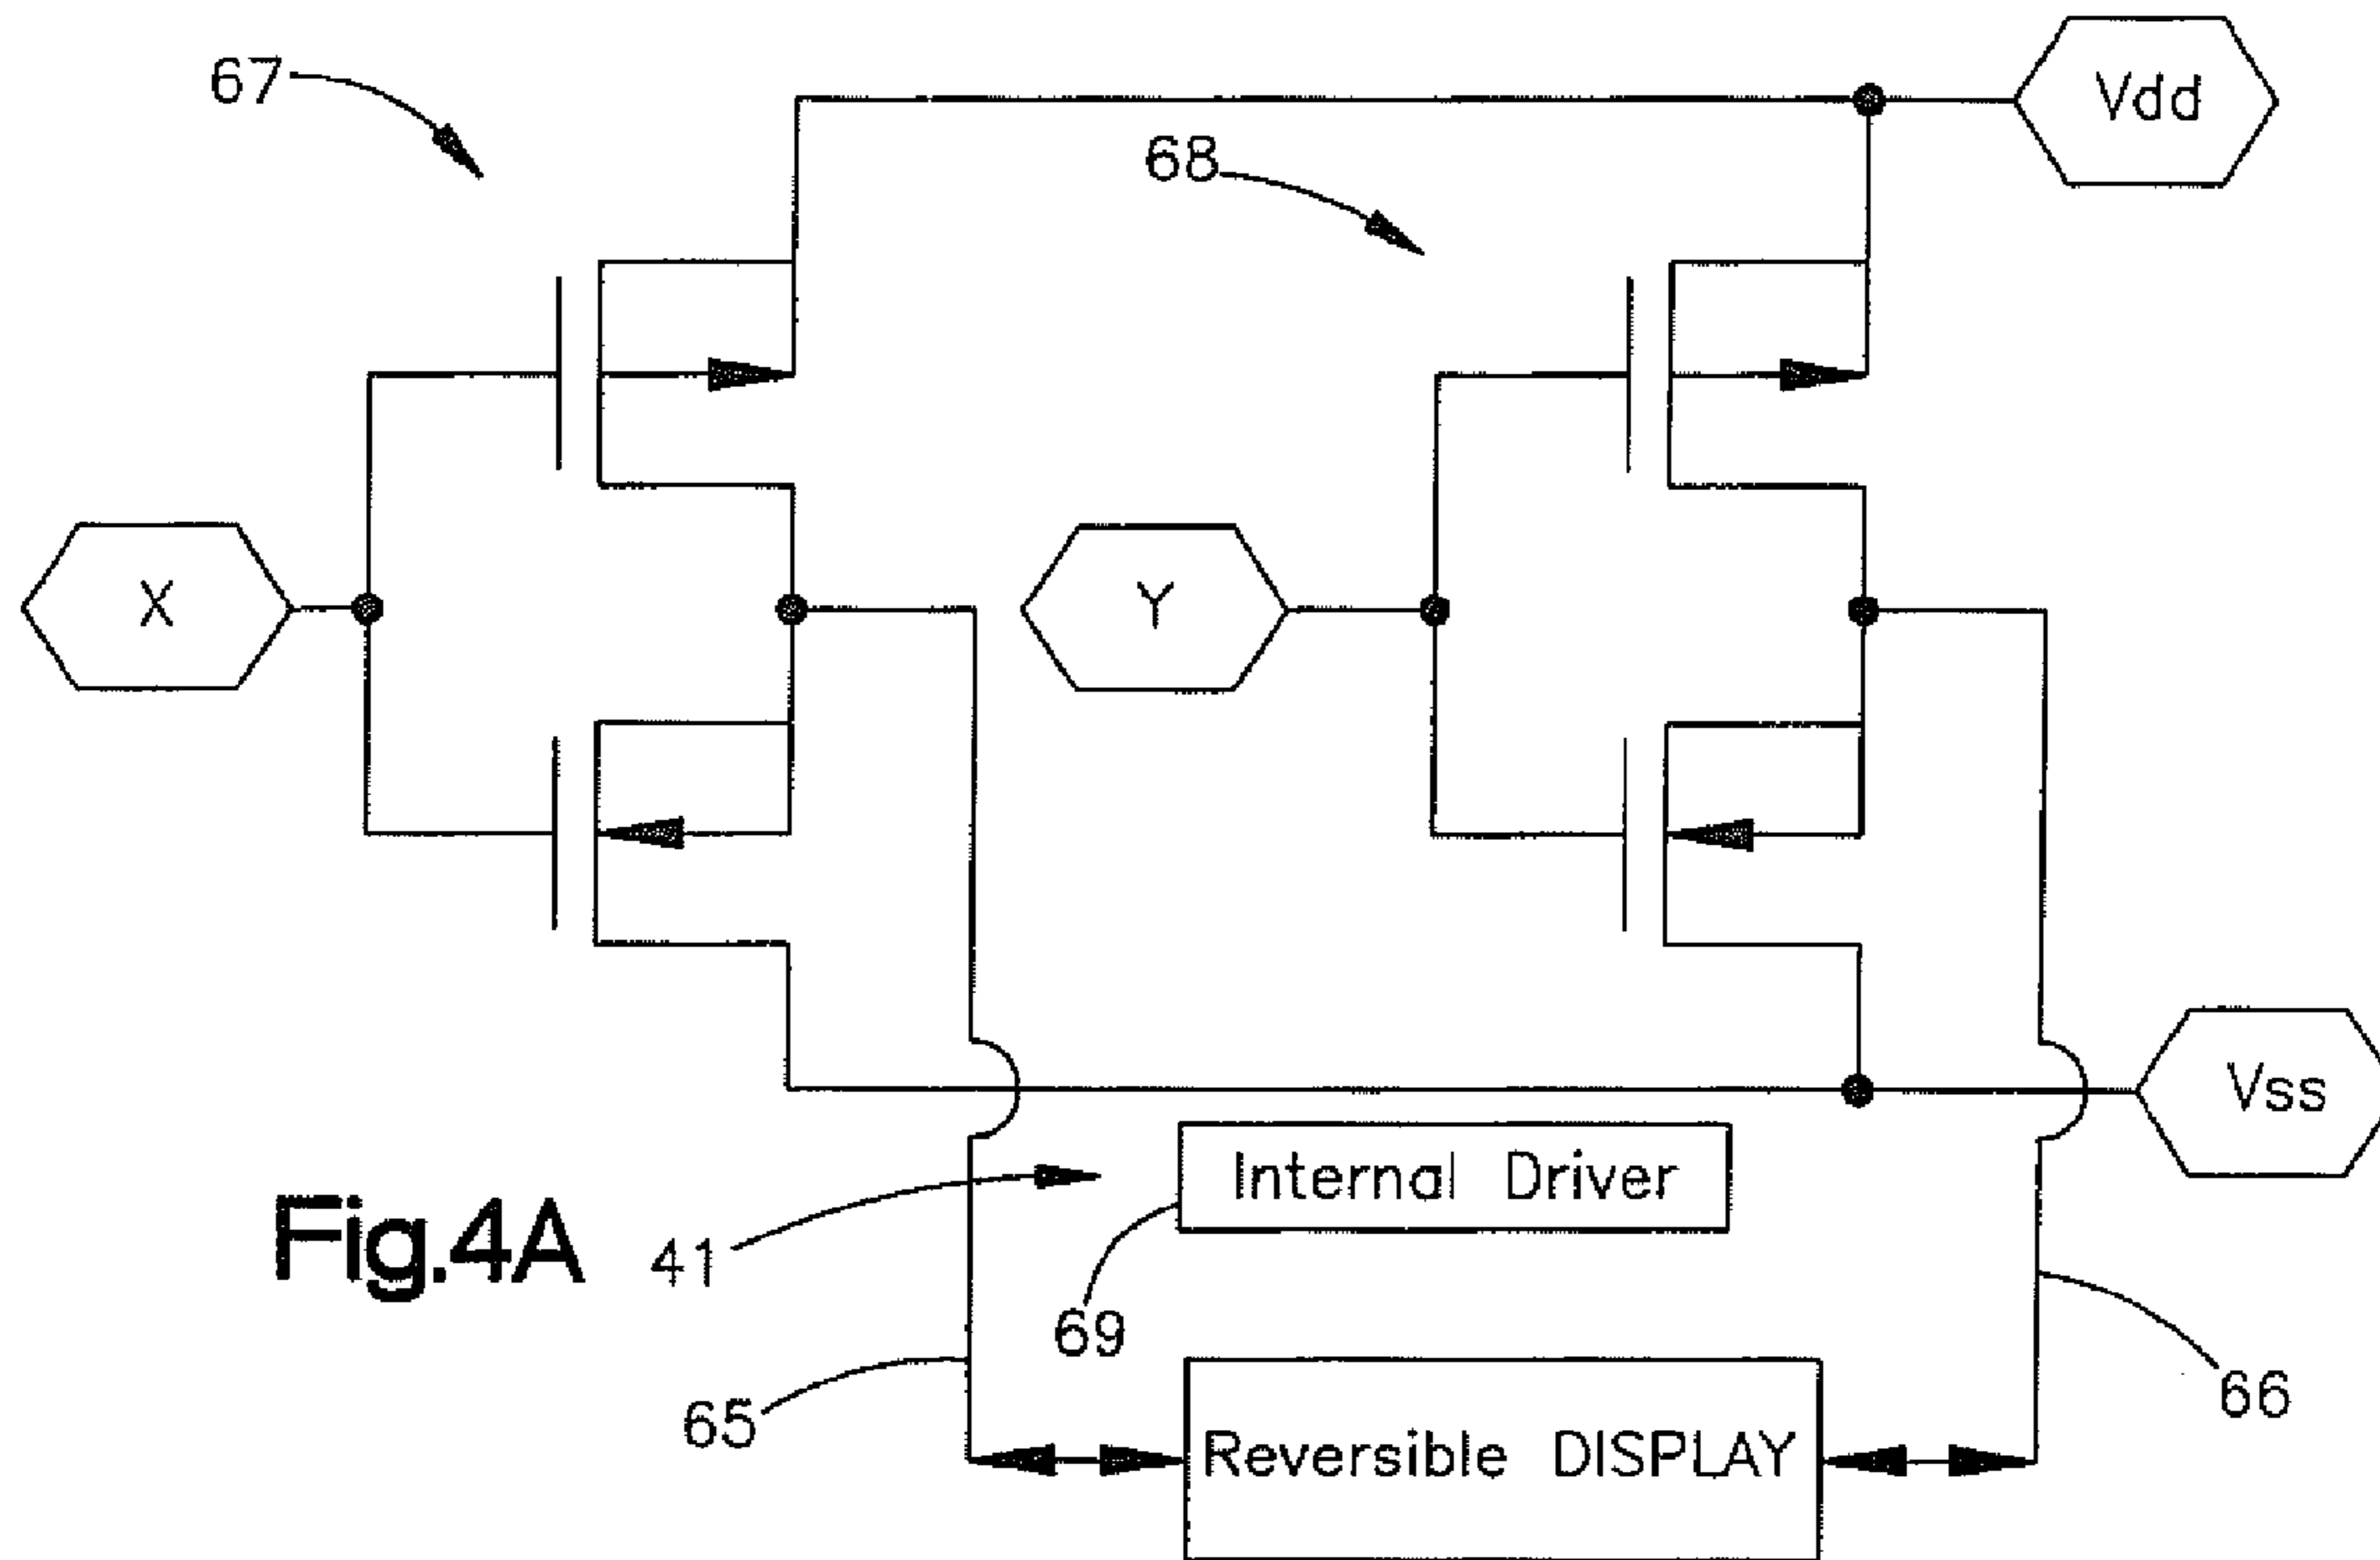 67
Vdd
68
X
Y
Vss
Internal Driver
Fig.4A
41
69
65
66
Reversible DISPLAY